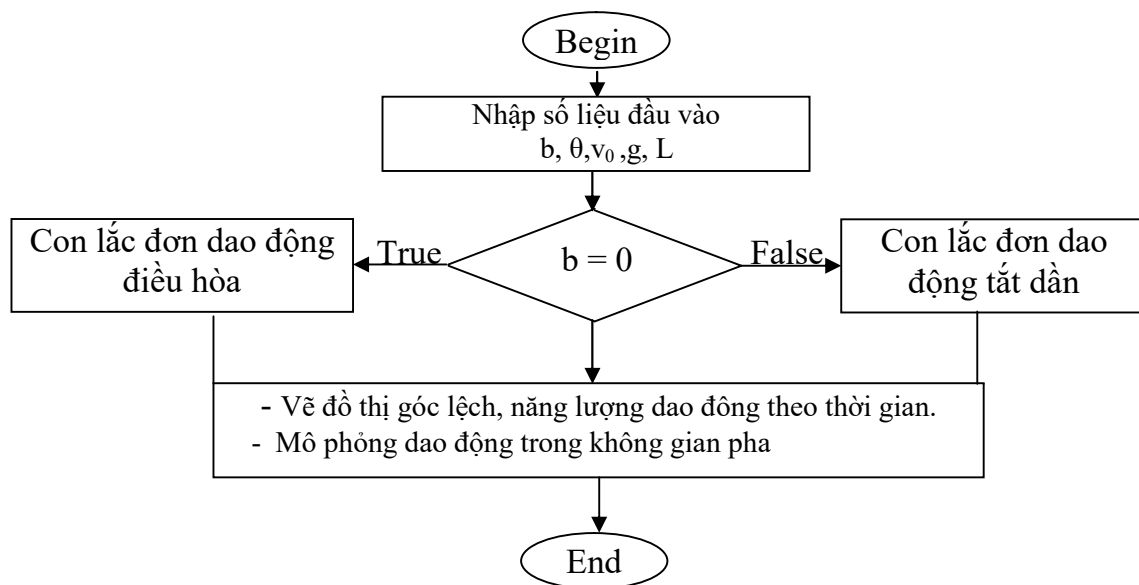 Begin
Nhập số liệu đầu vào
b, θ,v₀ ,g, L
Con lắc đơn dao động
điều hòa
True
b = 0
False
Con lắc đơn dao
động tắt dần
- Vẽ đồ thị góc lệch, năng lượng dao đông theo thời gian.
- Mô phỏng dao động trong không gian pha
End